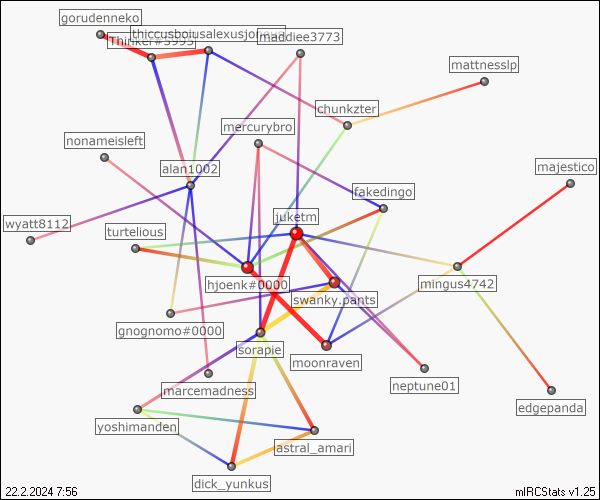 gorudenneko
thiccusboiusalexusjon
Thinker#5995
maddiee3773
mattnesslp
chunkzter
mercurybro
nonameisleft
alan1002
majestico
fakedingo
juketm
wyatt8112
turtelious
mingus4742
hjoenk#0000
swanky.pants
gnognomo#0000
sorapie
moonraven
neptune01
marcemadness
edgepanda
yoshimanden
astral_amari
dick_yunkus
22.2.2024 7:56
mIRCStats v1.25